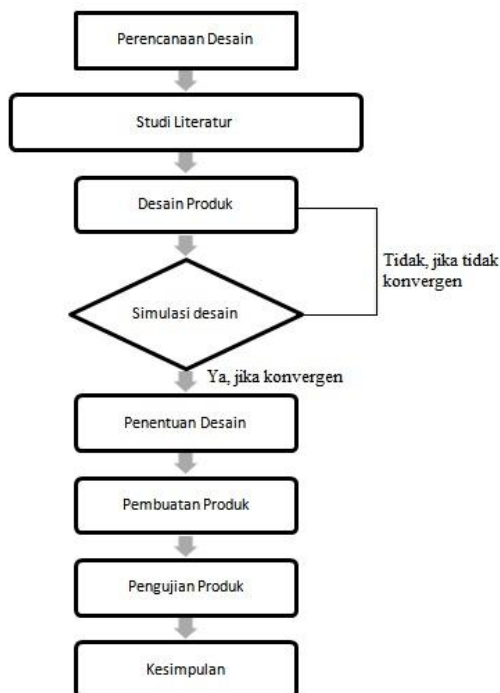 Perencanaan Desain
Studi Literatur
Desain Produk
Tidak, jika tidak
konvergen
Simulasi desain
Ya, jika konvergen
Penentuan Desain
Pembuatan Produk
Pengujian Produk
Kesimpulan